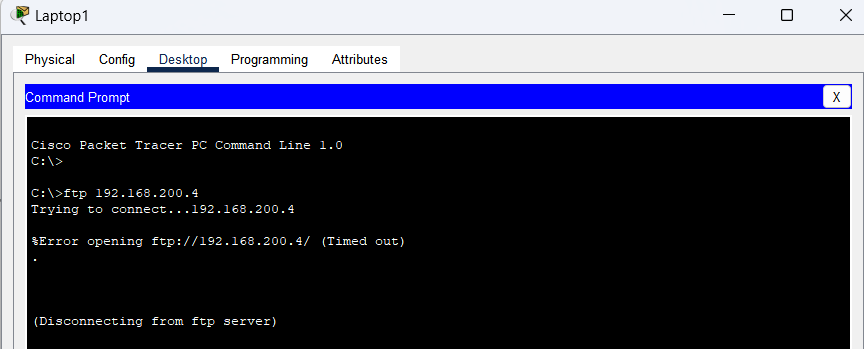 Laptop1
Physical Config Desktop Programming Attributes
Command Prompt X
Cisco Packet Tracer PC Command Line 1.0
C:\>
C:\>ftp 192.168.200.4
Trying to connect...192.168.200.4
%Error opening ftp://192.168.200.4/ (Timed out)
.
(Disconnecting from ftp server)